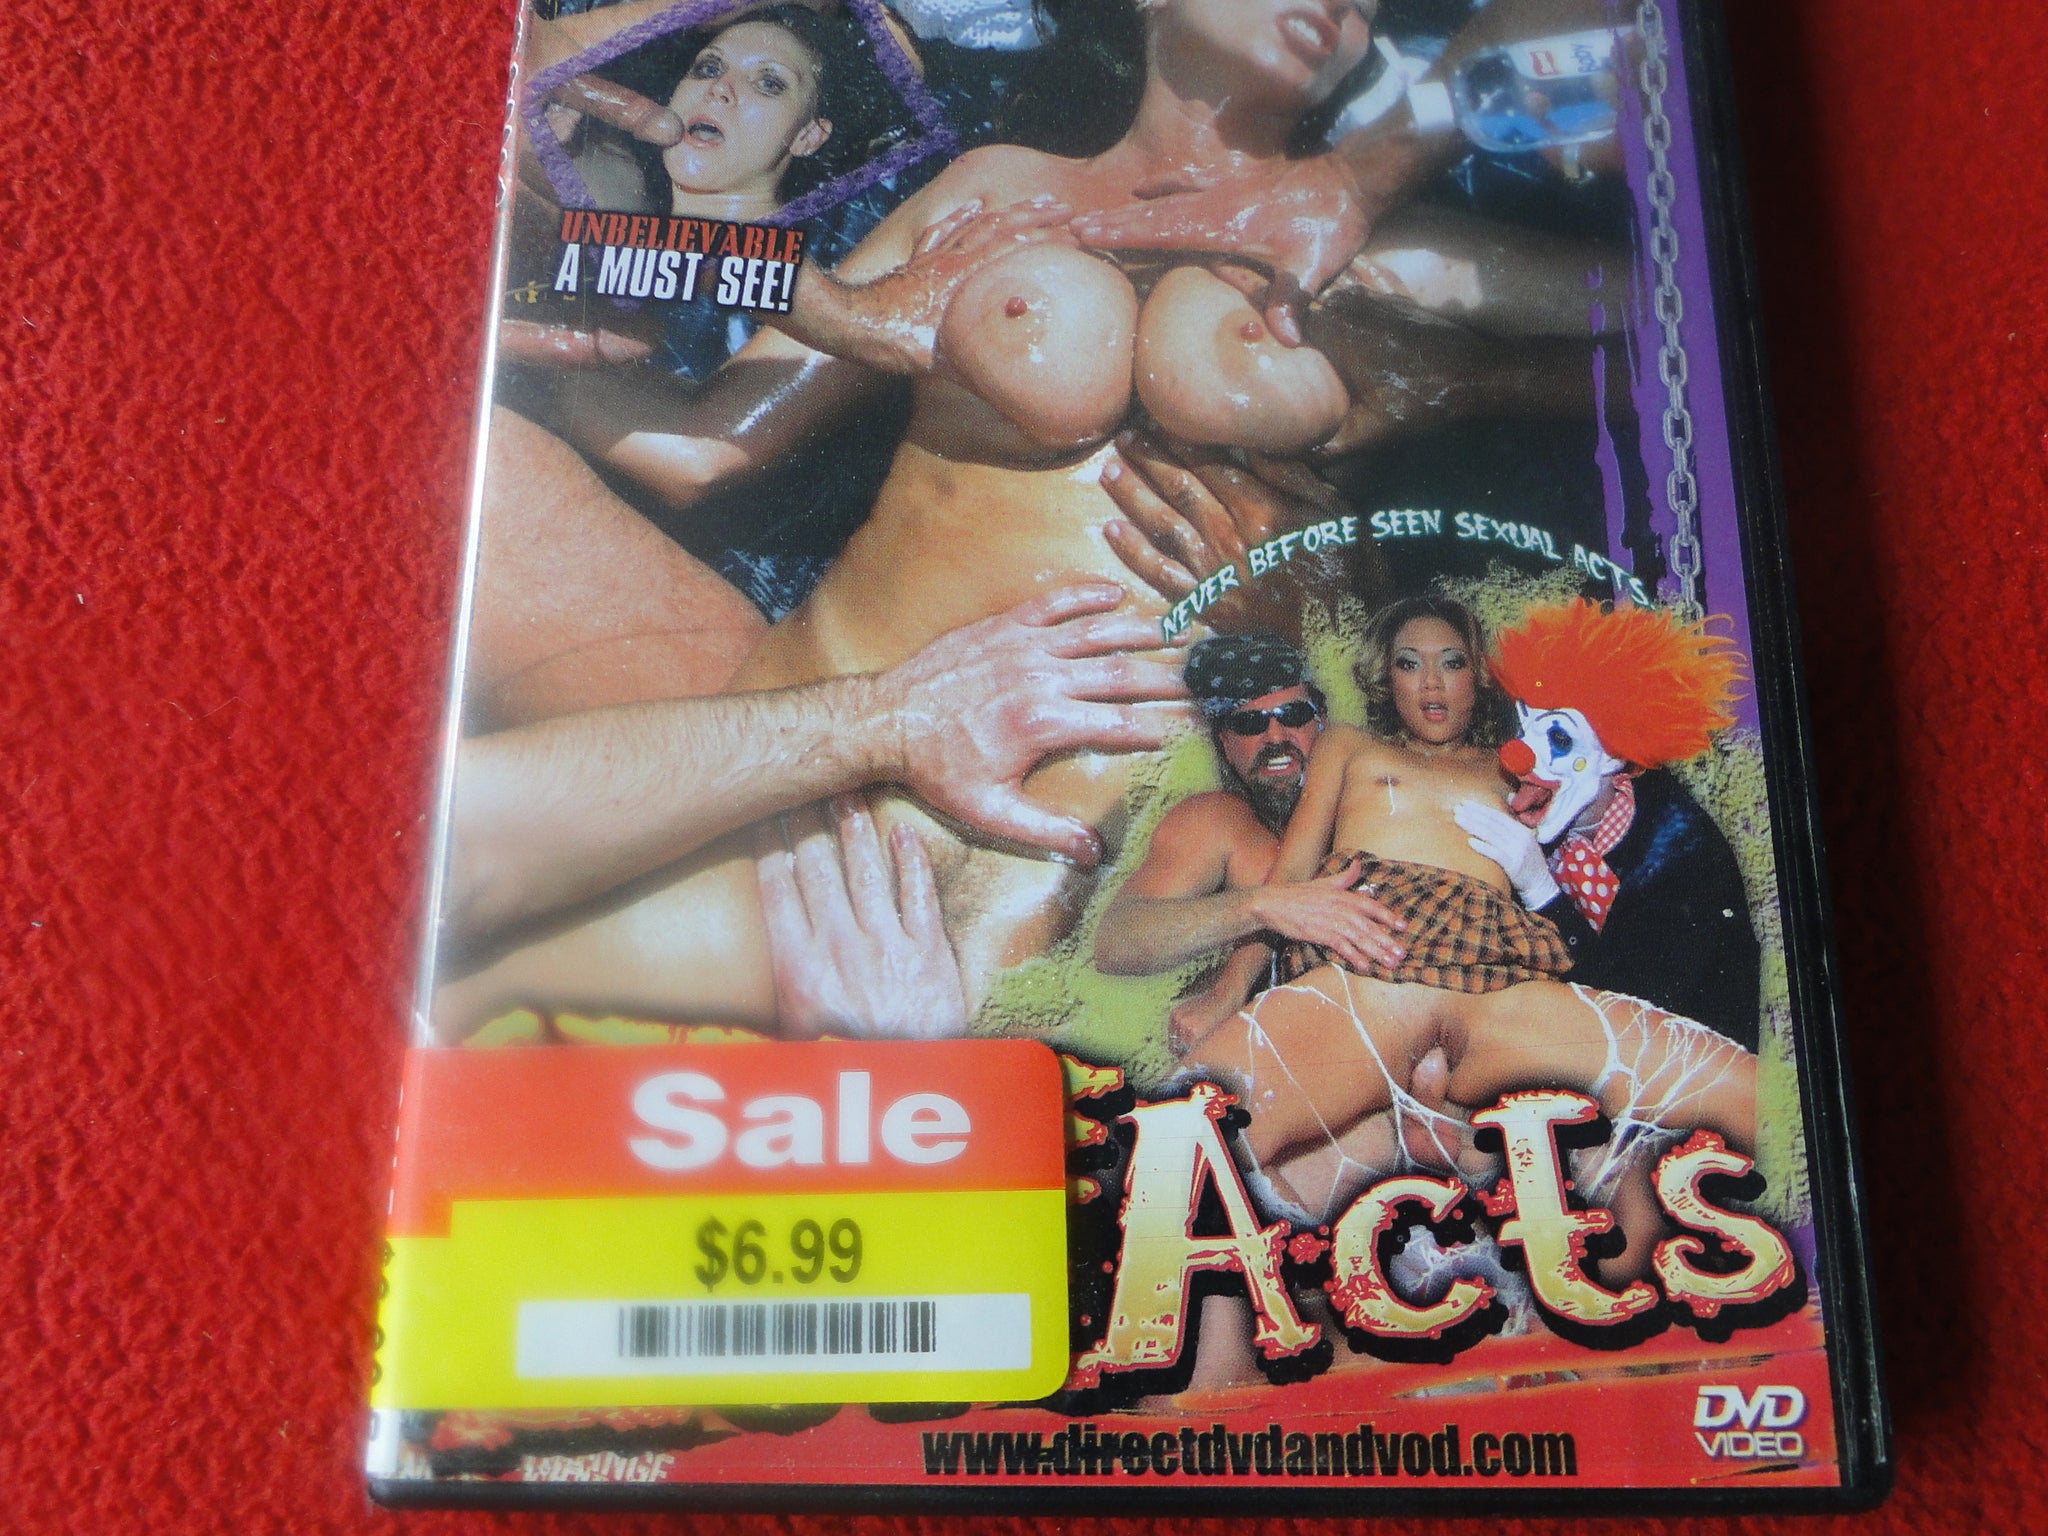 UNBELIEVABLE
A MUST SEE!
NEVER BEFORE SEEN SEXUAL ACTS
Sale
$6.99
Acts
www.directdvdandvod.com
DVD
VIDEO